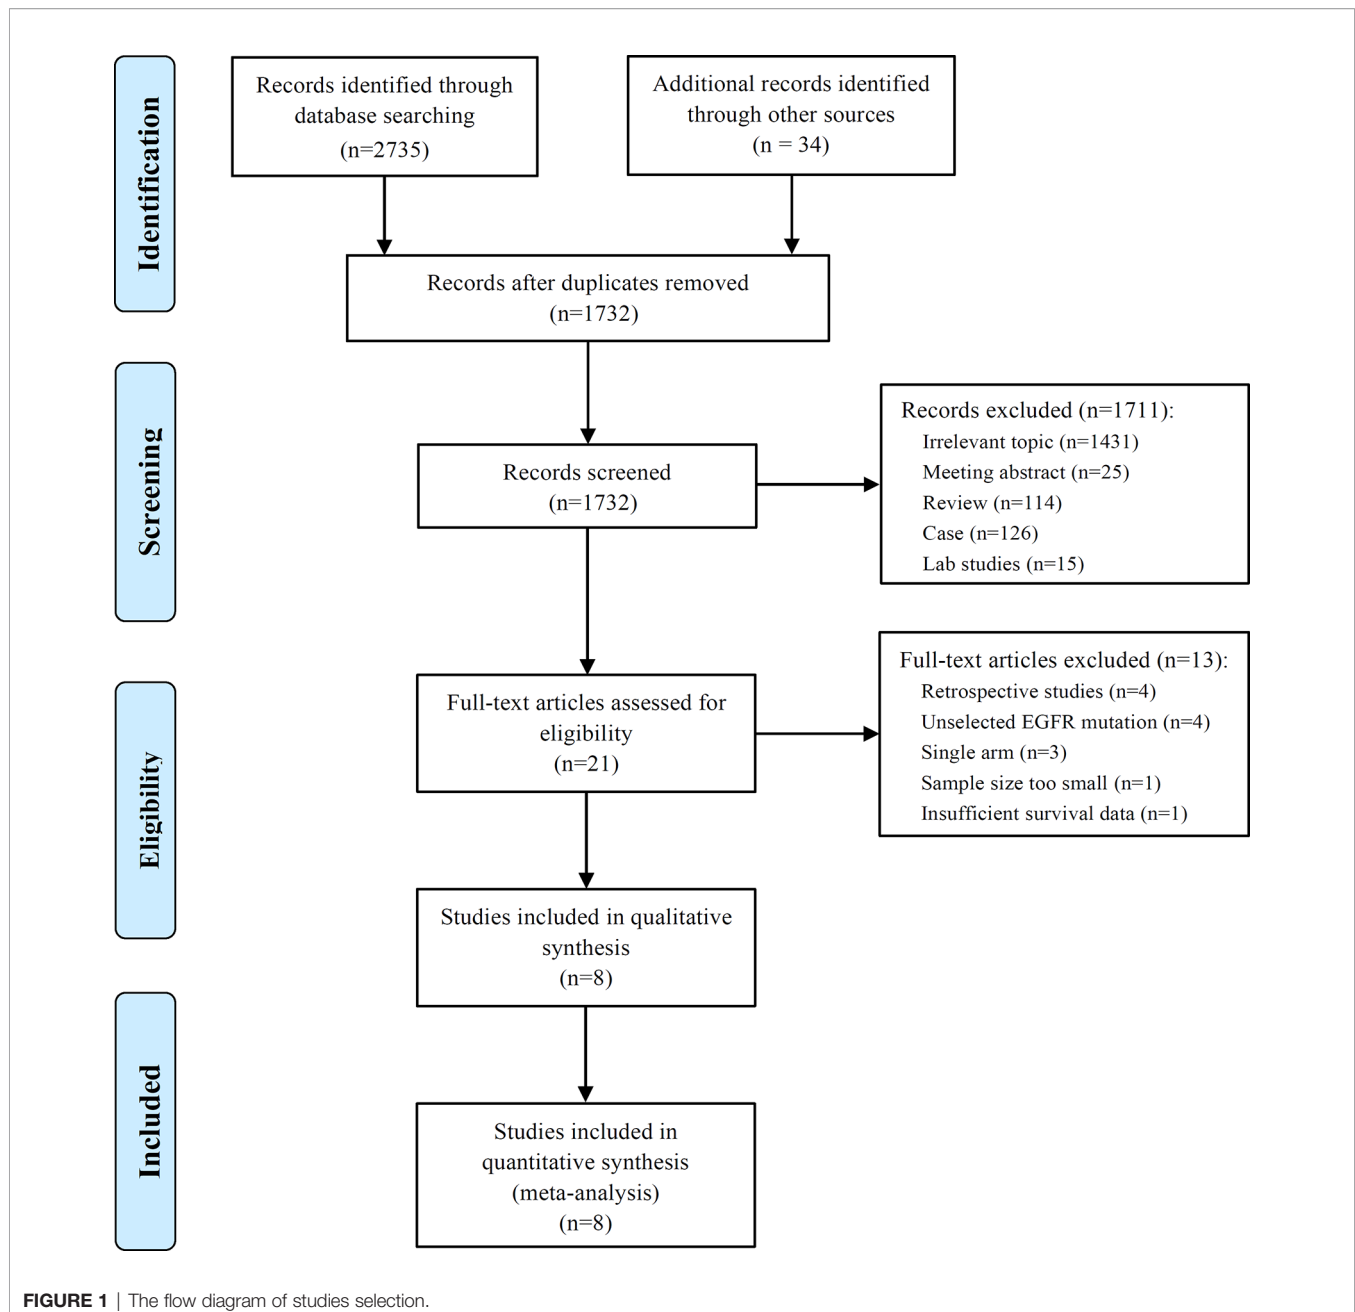 Identification
Records identified through
database searching
(n=2735)
Additional records identified
through other sources
(n = 34)
Records after duplicates removed
(n=1732)
Screening
Records screened
(n=1732)
Records excluded (n=1711):
Irrelevant topic (n=1431)
Meeting abstract (n=25)
Review (n=114)
Case (n=126)
Lab studies (n=15)
Eligibility
Full-text articles assessed for
eligibility
(n=21)
Full-text articles excluded (n=13):
Retrospective studies (n=4)
Unselected EGFR mutation (n=4)
Single arm (n=3)
Sample size too small (n=1)
Insufficient survival data (n=1)
Studies included in qualitative
synthesis
(n=8)
Included
Studies included in
quantitative synthesis
(meta-analysis)
(n=8)
FIGURE 1 | The flow diagram of studies selection.